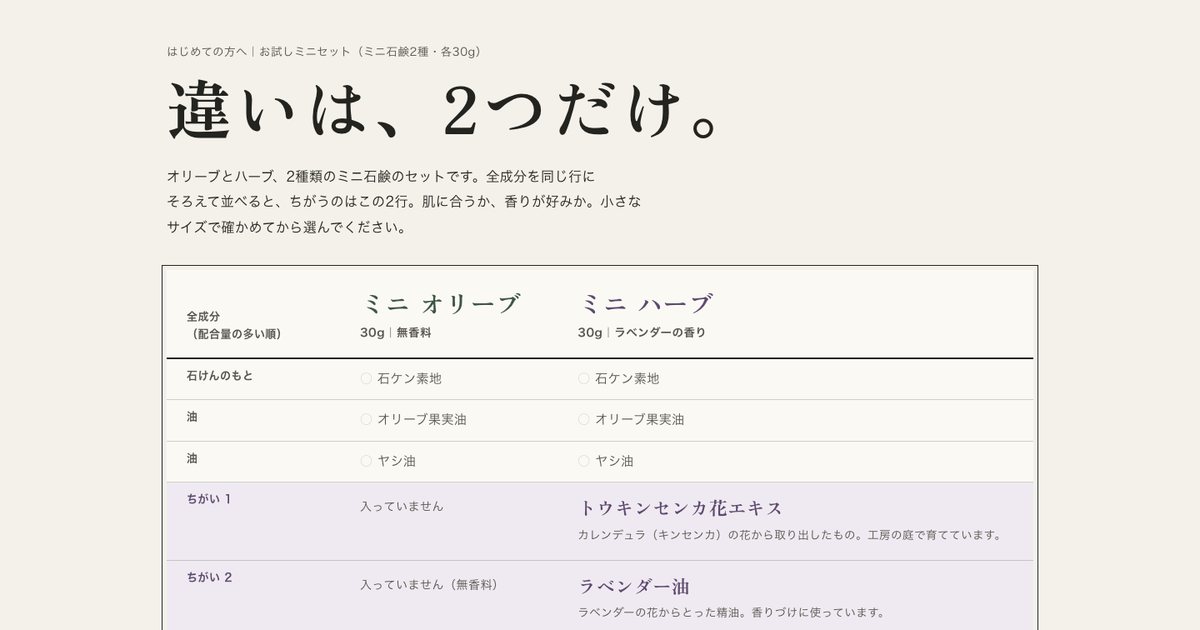 はじめての方へ｜お試しミニセット（ミニ石鹸2種・各30g）
違いは、2つだけ。
オリーブとハーブ、2種類のミニ石鹸のセットです。全成分を同じ行に
そろえて並べると、ちがうのはこの2行。肌に合うか、香りが好みか。小さな
サイズで確かめてから選んでください。
全成分
（配合量の多い順）
ミニ オリーブ
30g｜無香料
ミニ ハーブ
30g｜ラベンダーの香り
石けんのもと
石ケン素地
石ケン素地
油
オリーブ果実油
オリーブ果実油
油
ヤシ油
ヤシ油
ちがい 1
入っていません
トウキンセンカ花エキス
カレンデュラ（キンセンカ）の花から取り出したもの。工房の庭で育てています。
ちがい 2
入っていません（無香料）
ラベンダー油
ラベンダーの花からとった精油。香りづけに使っています。